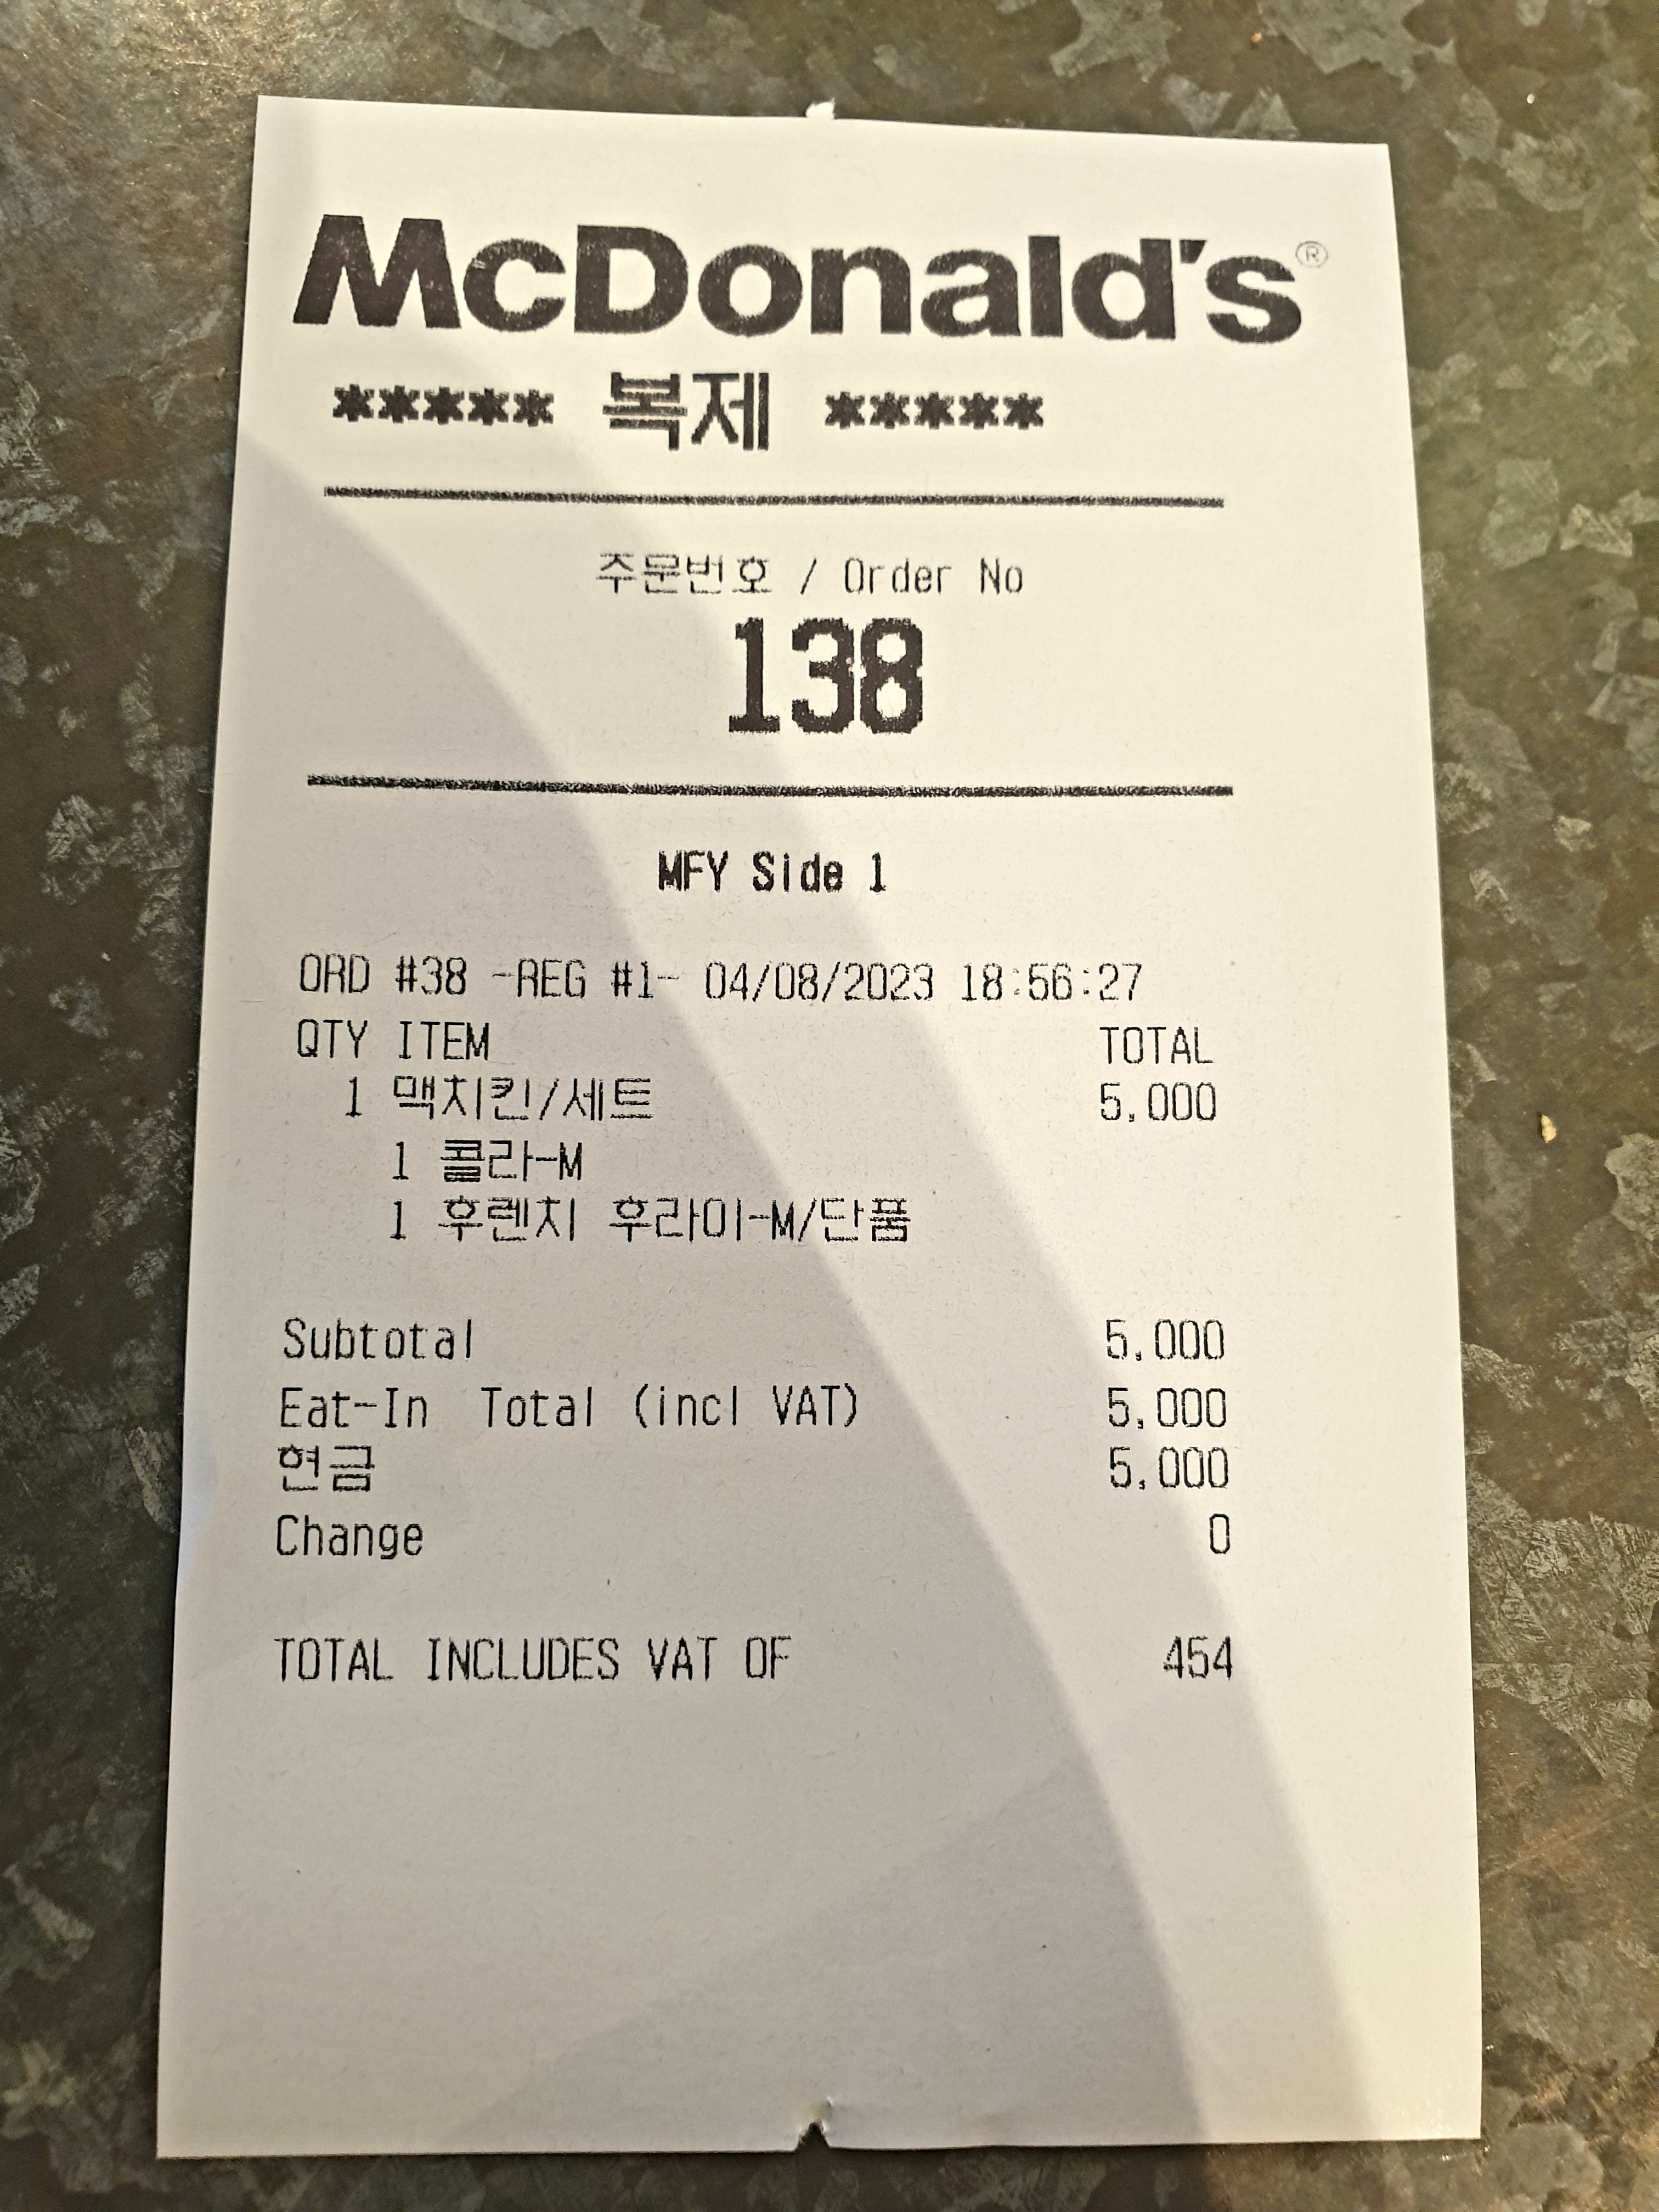 McDonald's®
***** 복제 *****
주문번호 / Order No
138
MFY Side 1
ORD #38 -REG #1- 04/08/2023 18:56:27
QTY ITEM TOTAL
1 맥치킨/세트 5,000
1 콜라-M
1 후렌치 후라이-M/단품
Subtotal 5,000
Eat-In Total (incl VAT) 5,000
현금 5,000
Change 0
TOTAL INCLUDES VAT OF 454